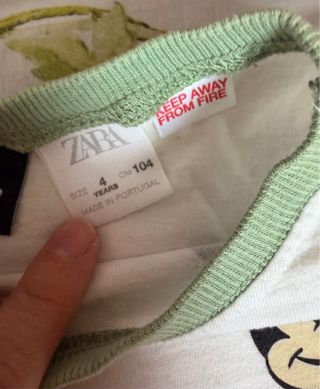 ZARA
SIZE 4 YEARS CM 104
MADE IN PORTUGAL
KEEP AWAY
FROM FIRE